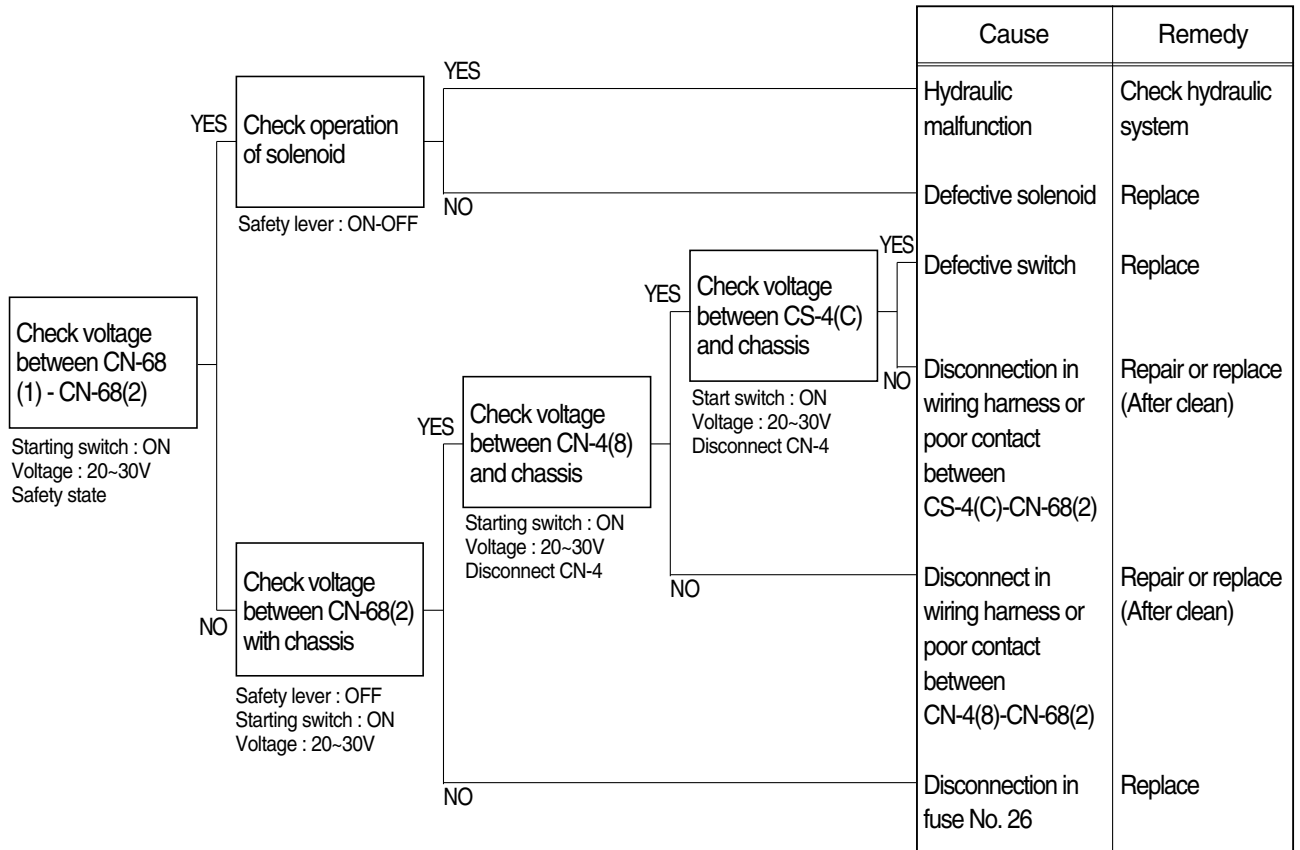 Cause
Remedy
YES
Hydraulic
malfunction
Check hydraulic
system
YES
Check operation
of solenoid
NO
Defective solenoid
Replace
Safety lever : ON-OFF
YES
Defective switch
Replace
YES
Check voltage
between CS-4(C)
and chassis
NO
Disconnection in
wiring harness or
poor contact
between
CS-4(C)-CN-68(2)
Repair or replace
(After clean)
Start switch : ON
Voltage : 20~30V
Disconnect CN-4
Check voltage
between CN-68
(1) - CN-68(2)
Starting switch : ON
Voltage : 20~30V
Safety state
YES
Check voltage
between CN-4(8)
and chassis
Starting switch : ON
Voltage : 20~30V
Disconnect CN-4
NO
Disconnect in
wiring harness or
poor contact
between
CN-4(8)-CN-68(2)
Repair or replace
(After clean)
NO
Check voltage
between CN-68(2)
with chassis
Safety lever : OFF
Starting switch : ON
Voltage : 20~30V
NO
Disconnection in
fuse No. 26
Replace